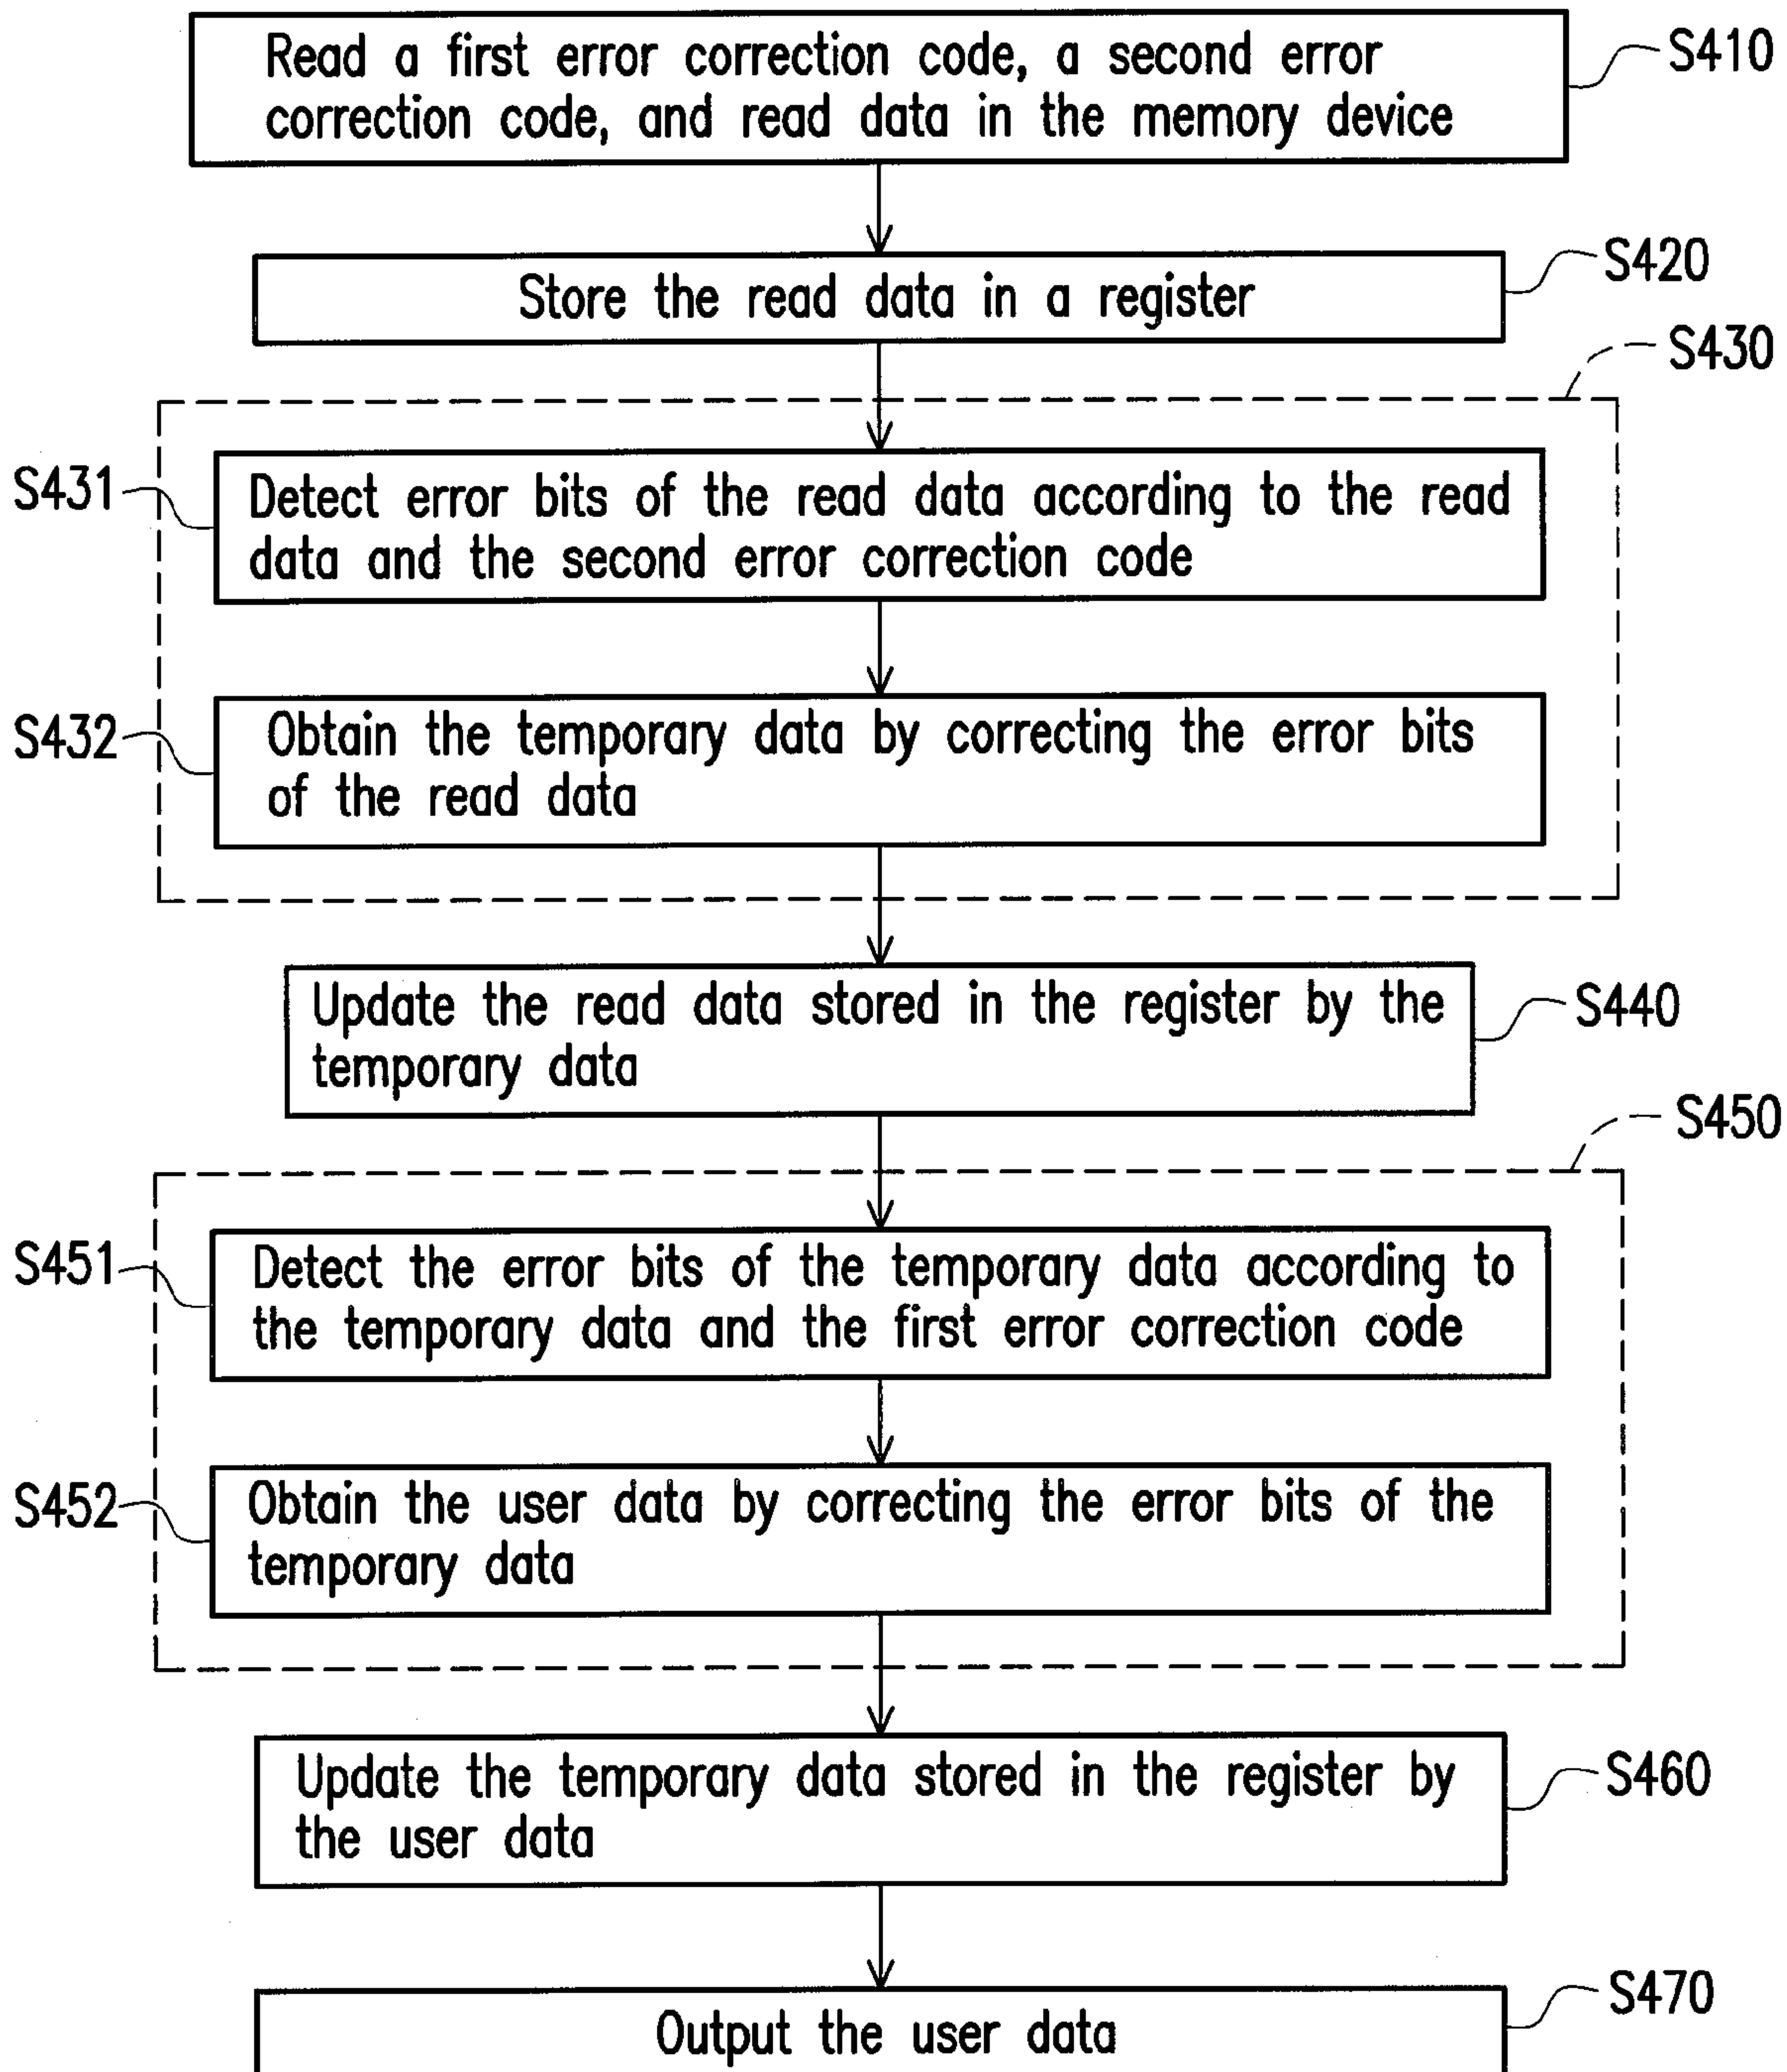 Read a first error correction code, a second error
correction code, and read data in the memory device
S410
Store the read data in a register
S420
S430
S431
Detect error bits of the read data according to the read
data and the second error correction code
S432
Obtain the temporary data by correcting the error bits
of the read data
Update the read data stored in the register by the
temporary data
S440
S450
S451
Detect the error bits of the temporary data according to
the temporary data and the first error correction code
S452
Obtain the user data by correcting the error bits of the
temporary data
Update the temporary data stored in the register by
the user data
S460
Output the user data
S470